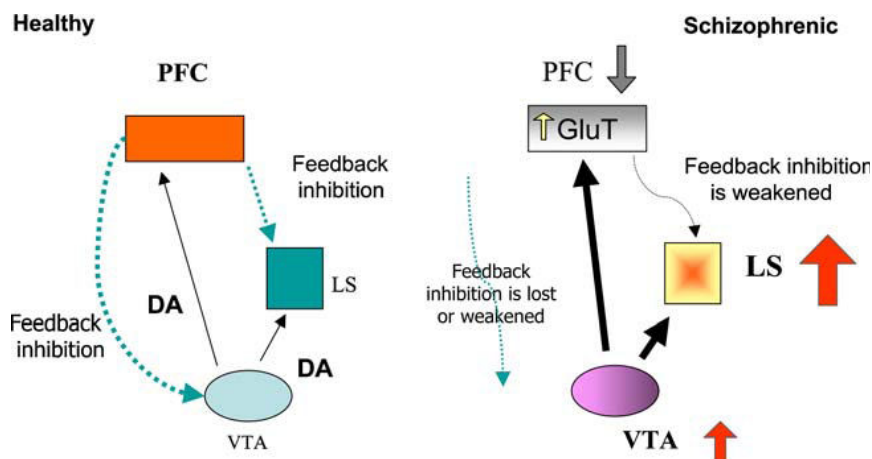 Healthy
PFC
Feedback
inhibition
LS
DA
Feedback
inhibition
DA
VTA
Schizophrenic
PFC
GluT
Feedback inhibition
is weakened
LS
Feedback
inhibition is lost
or weakened
VTA